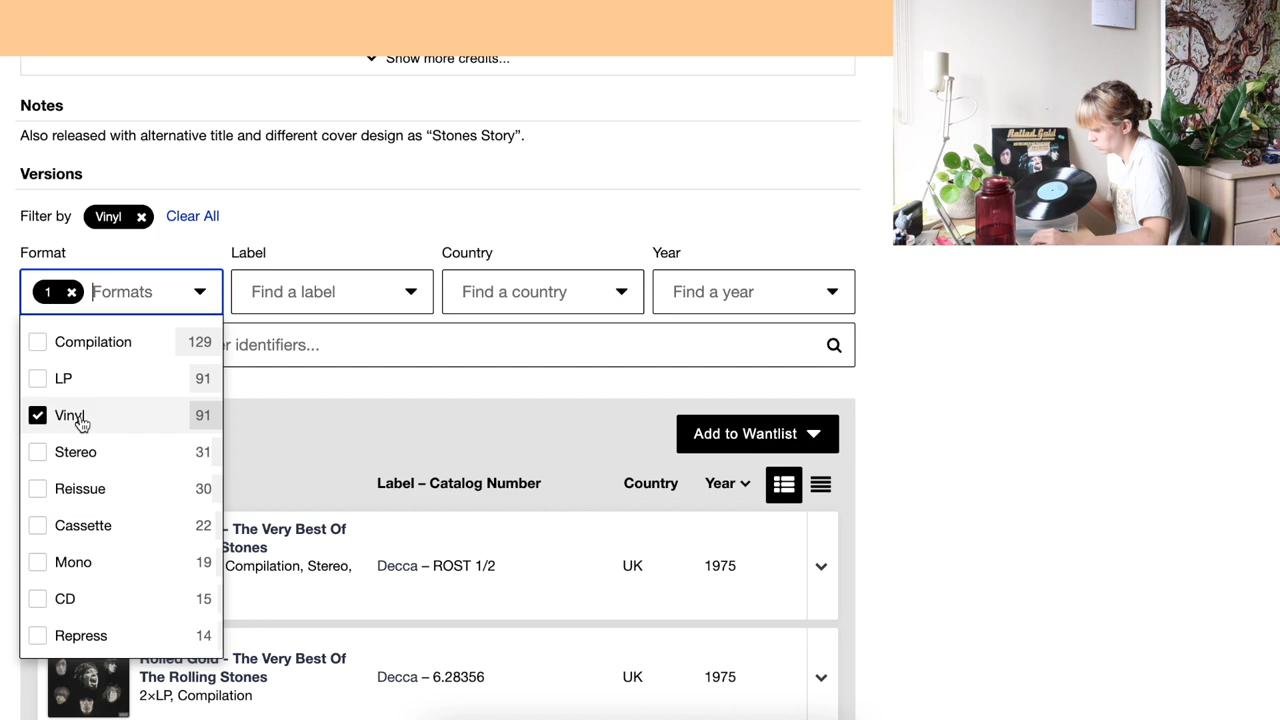 Show more credits...
Notes
Also released with alternative title and different cover design as “Stones Story”.
Versions
Filter by Vinyl Clear All
Format Label Country Year
1 Formats Find a label Find a country Find a year
Compilation 129
r identifiers...
LP 91
Vinyl 91
Add to Wantlist
Stereo 31
Label – Catalog Number Country Year
Reissue 30
Cassette 22
- The Very Best Of
Stones
Mono 19
Compilation, Stereo, Decca – ROST 1/2 UK 1975
CD 15
Repress 14
Rolled Gold - The Very Best Of
The Rolling Stones Decca – 6.28356 UK 1975
2×LP, Compilation
Rolled Gold